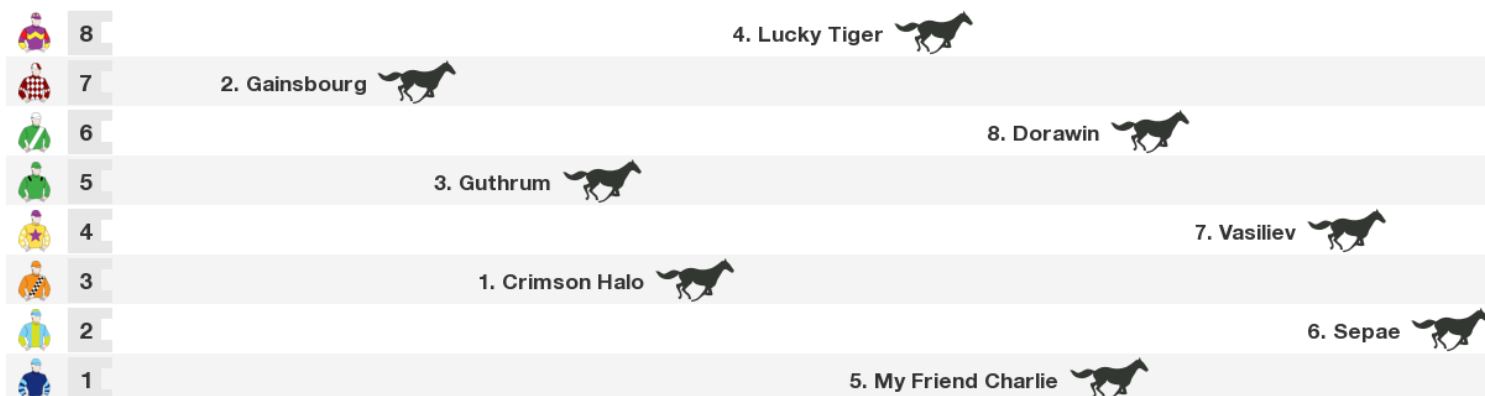 8 4. Lucky Tiger
7 2. Gainsbourg
6 8. Dorawin
5 3. Guthrum
4 7. Vasiliev
3 1. Crimson Halo
2 6. Sepae
1 5. My Friend Charlie